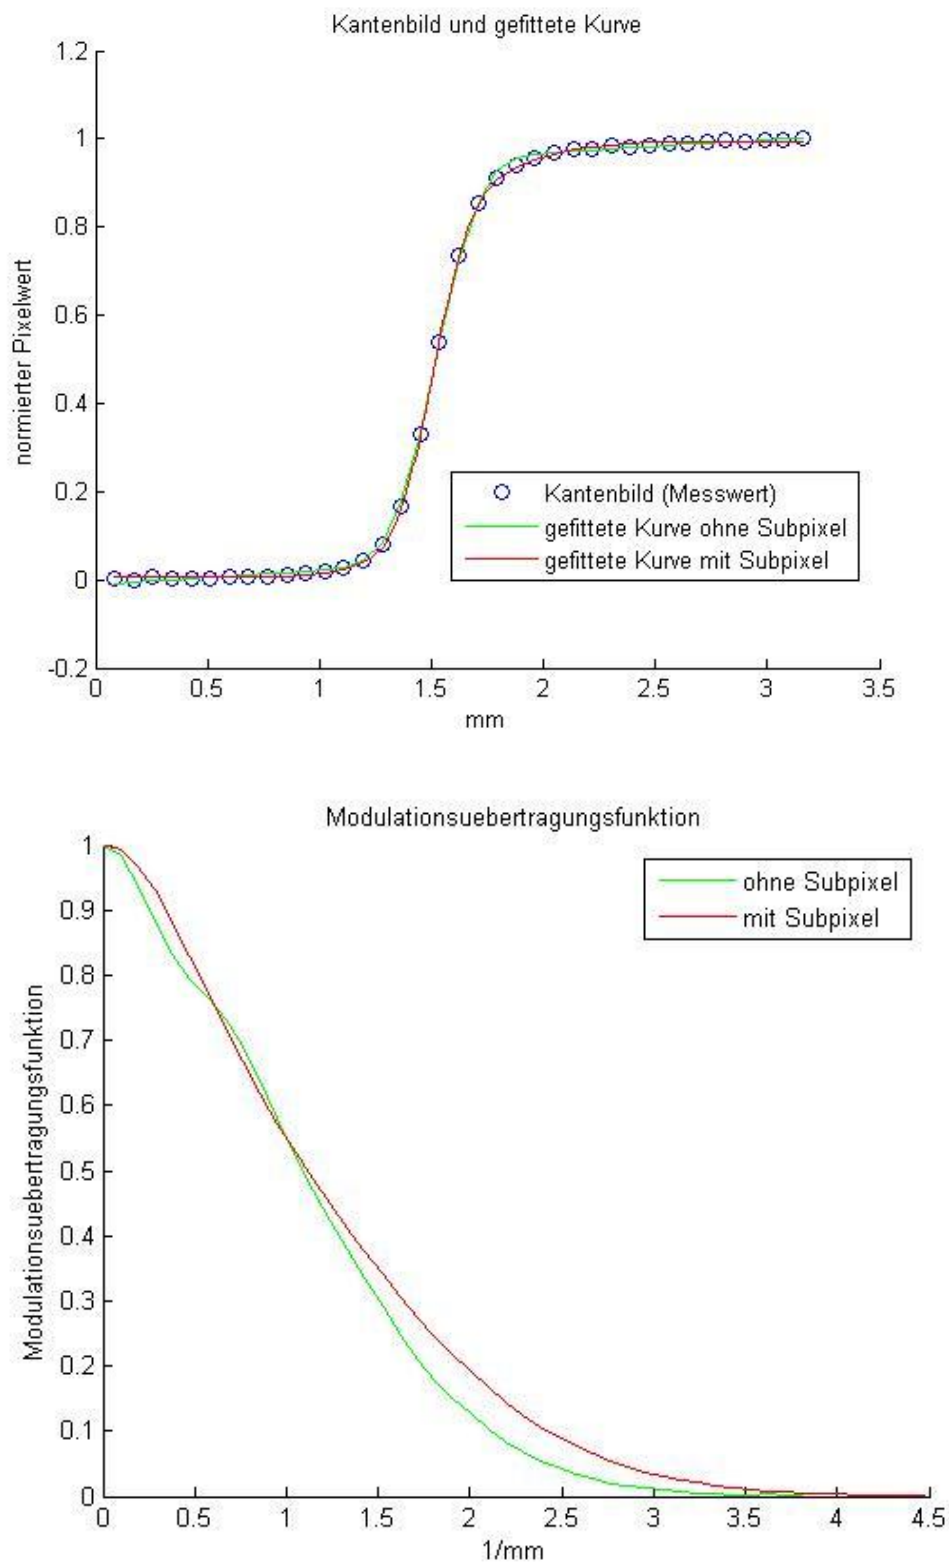 Kantenbild und gefittete Kurve
1.2
1
0.8
0.6
0.4
0.2
0
-0.2
normierter Pixelwert
Kantenbild (Messwert)
gefittete Kurve ohne Subpixel
gefittete Kurve mit Subpixel
0 0.5 1 1.5 2 2.5 3 3.5
mm
Modulationsuebertragungsfunktion
1
0.9
0.8
0.7
0.6
0.5
0.4
0.3
0.2
0.1
0
Modulationsuebertragungsfunktion
ohne Subpixel
mit Subpixel
0 0.5 1 1.5 2 2.5 3 3.5 4 4.5
1/mm